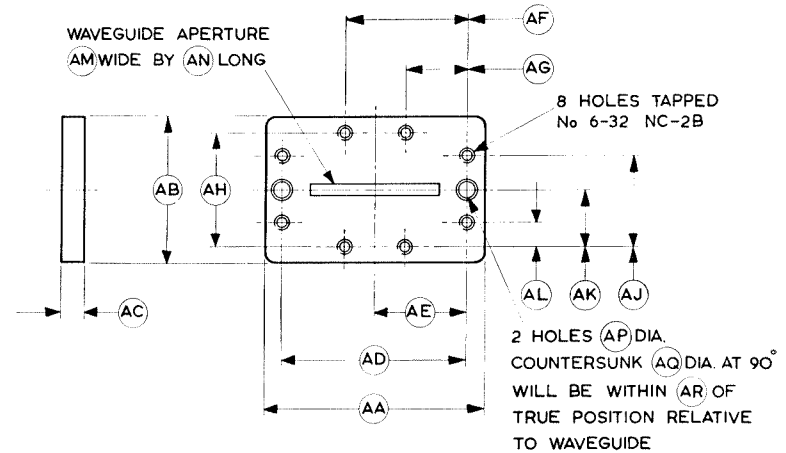 WAVEGUIDE APERTURE
AM WIDE BY AN LONG
AF
AG
8 HOLES TAPPED
No 6-32 NC-2B
AB
AH
AL
AK
AJ
AC
AE
AD
AA
2 HOLES AP DIA.
COUNTERSUNK AQ DIA. AT 90°
WILL BE WITHIN AR OF
TRUE POSITION RELATIVE
TO WAVEGUIDE